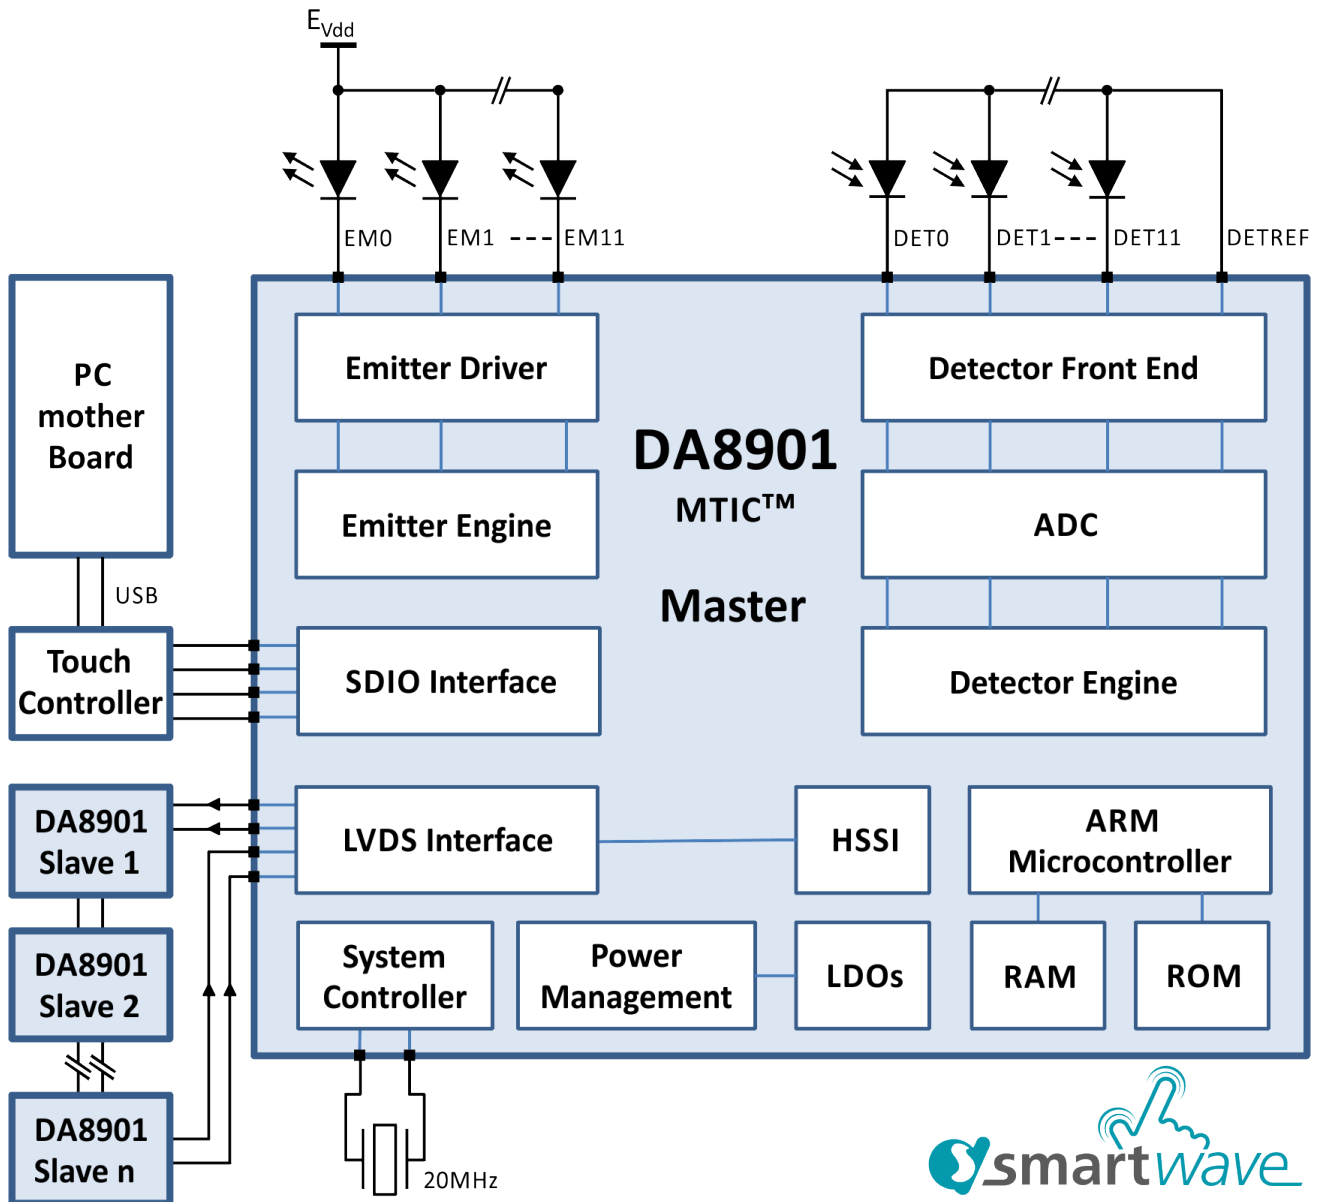 EVdd
EM0
EM1
----
EM11
DET0
DET1
----
DET11
DETREF
PC
mother
Board
USB
Touch
Controller
Emitter Driver
Emitter Engine
DA8901
MTIC™
Master
Detector Front End
ADC
Detector Engine
SDIO Interface
LVDS Interface
HSSI
ARM
Microcontroller
DA8901
Slave 1
DA8901
Slave 2
DA8901
Slave n
System
Controller
Power
Management
LDOs
RAM
ROM
20MHz
smartwave